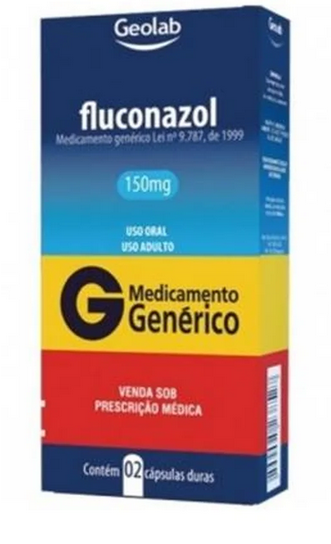 Geolab
fluconazol
Medicamento genérico Lei nº 9.787, de 1999
150mg
USO ORAL
USO ADULTO
G Medicamento
Genérico
VENDA SOB
PRESCRIÇÃO MÉDICA
Contém 02 cápsulas duras